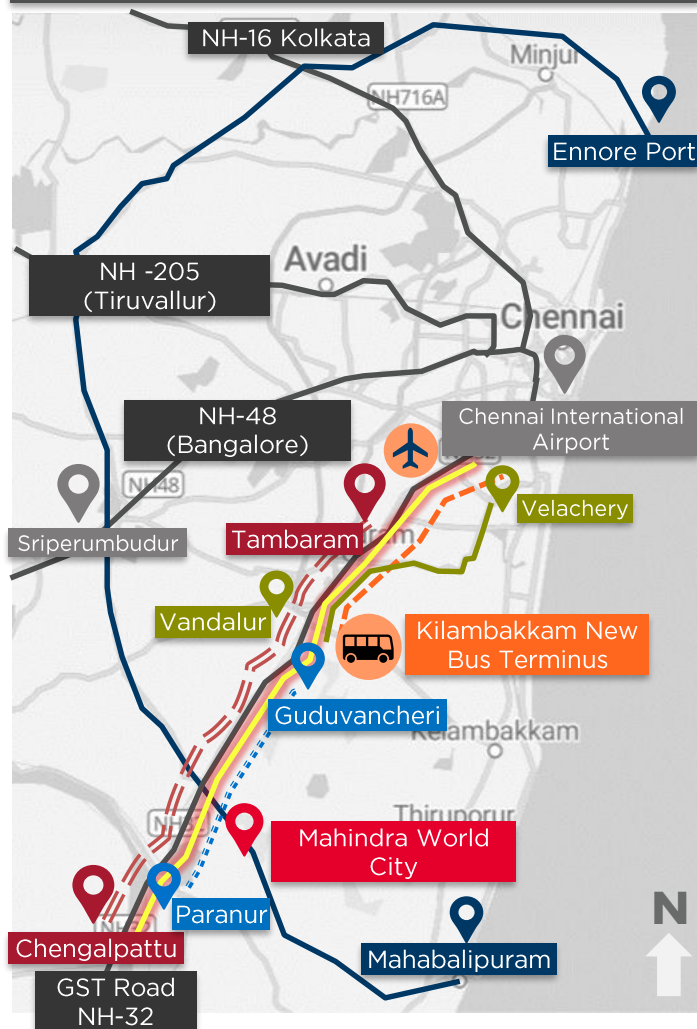 NH-16 Kolkata
Minjur
NH716A
Ennore Port
Avadi
NH -205
(Tiruvallur)
Chennai
NH-48
(Bangalore)
Chennai International
Airport
NH48
Velachery
Sriperumbudur
Tambaram
Vandalur
Kilambakkam New
Bus Terminus
Guduvancheri
Kelambakkam
Thiruporur
Mahindra World
City
Paranur
N
Chengalpattu
Mahabalipuram
GST Road
NH-32